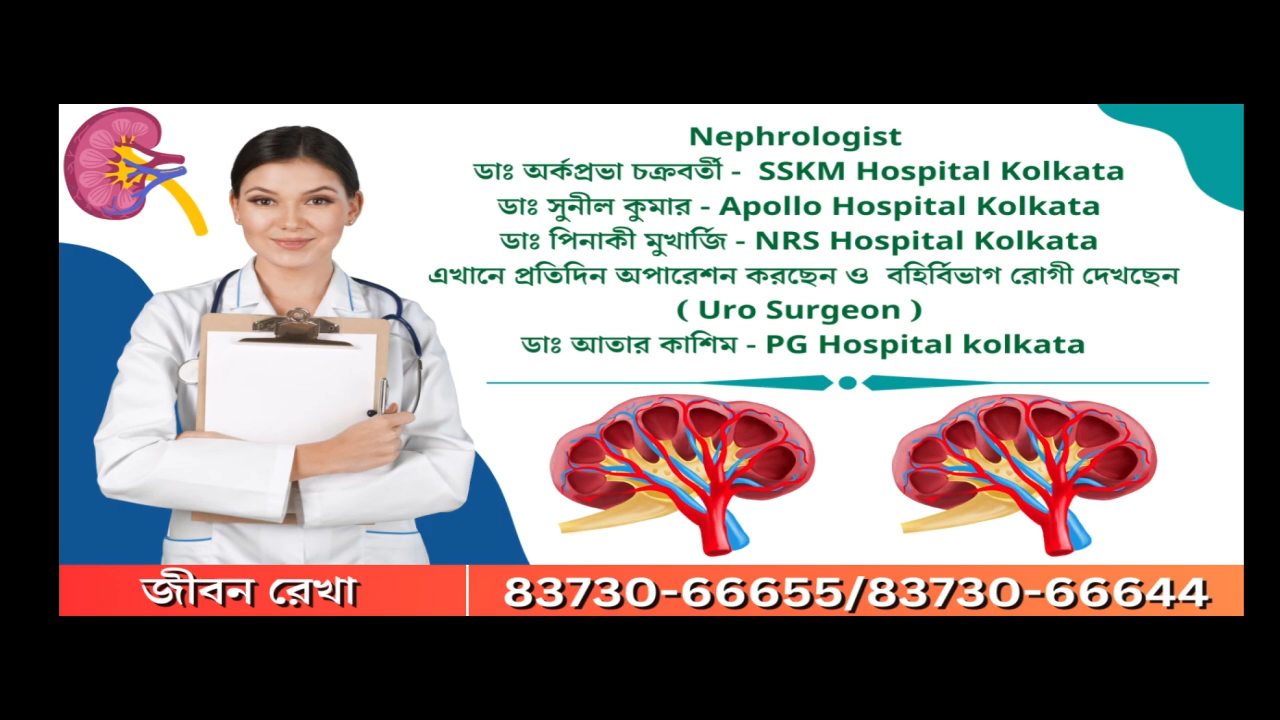 Nephrologist
ডাঃ অর্কপ্রভা চক্রবর্তী - SSKM Hospital Kolkata
ডাঃ সুনীল কুমার - Apollo Hospital Kolkata
ডাঃ পিনাকী মুখার্জি - NRS Hospital Kolkata
এখানে প্রতিদিন অপারেশন করছেন ও বহির্বিভাগ রোগী দেখছেন
( Uro Surgeon )
ডাঃ আতার কাশিম - PG Hospital kolkata
জীবন রেখা
83730-66655/83730-66644